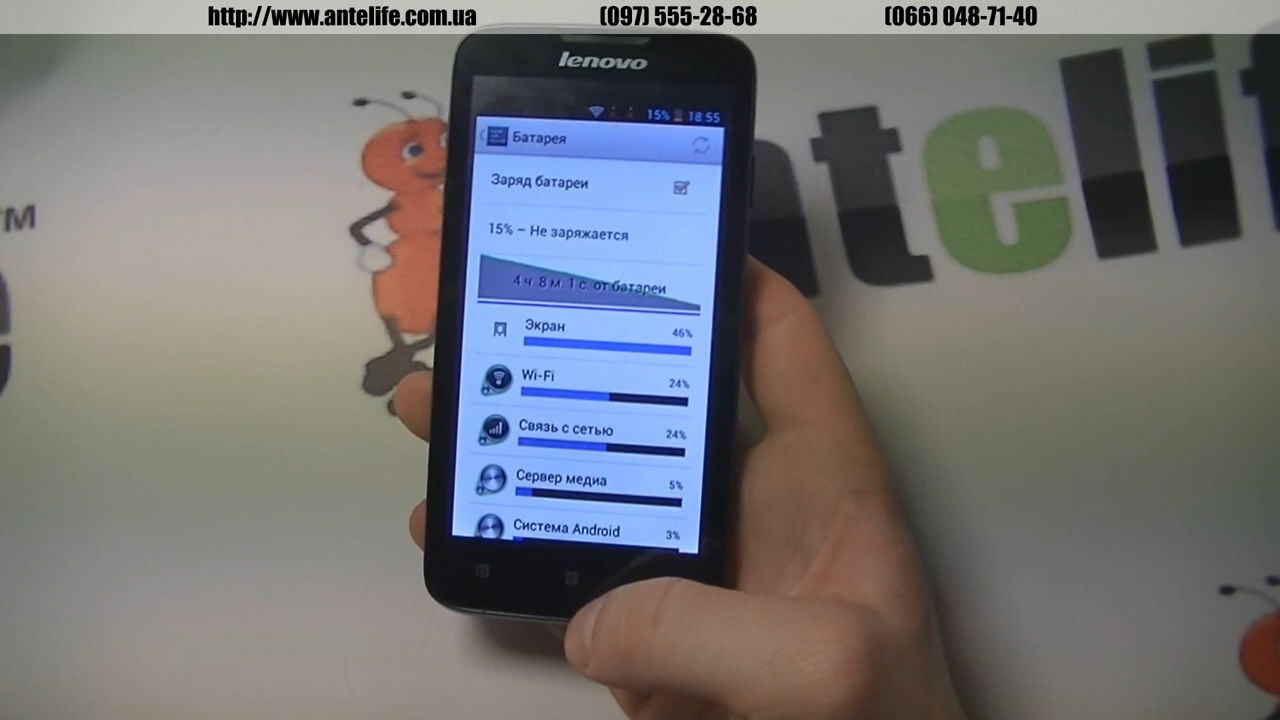 http://www.antelife.com.ua (097) 555-28-68 (066) 048-71-40
lenovo
15% 18:55
Батарея
Заряд батареи
15% – Не заряжается
4 ч. 8 м. 1 с. от батареи
Экран 46%
Wi-Fi 24%
Связь с сетью 24%
Сервер медиа 5%
Система Android 3%
antelif
TM
e